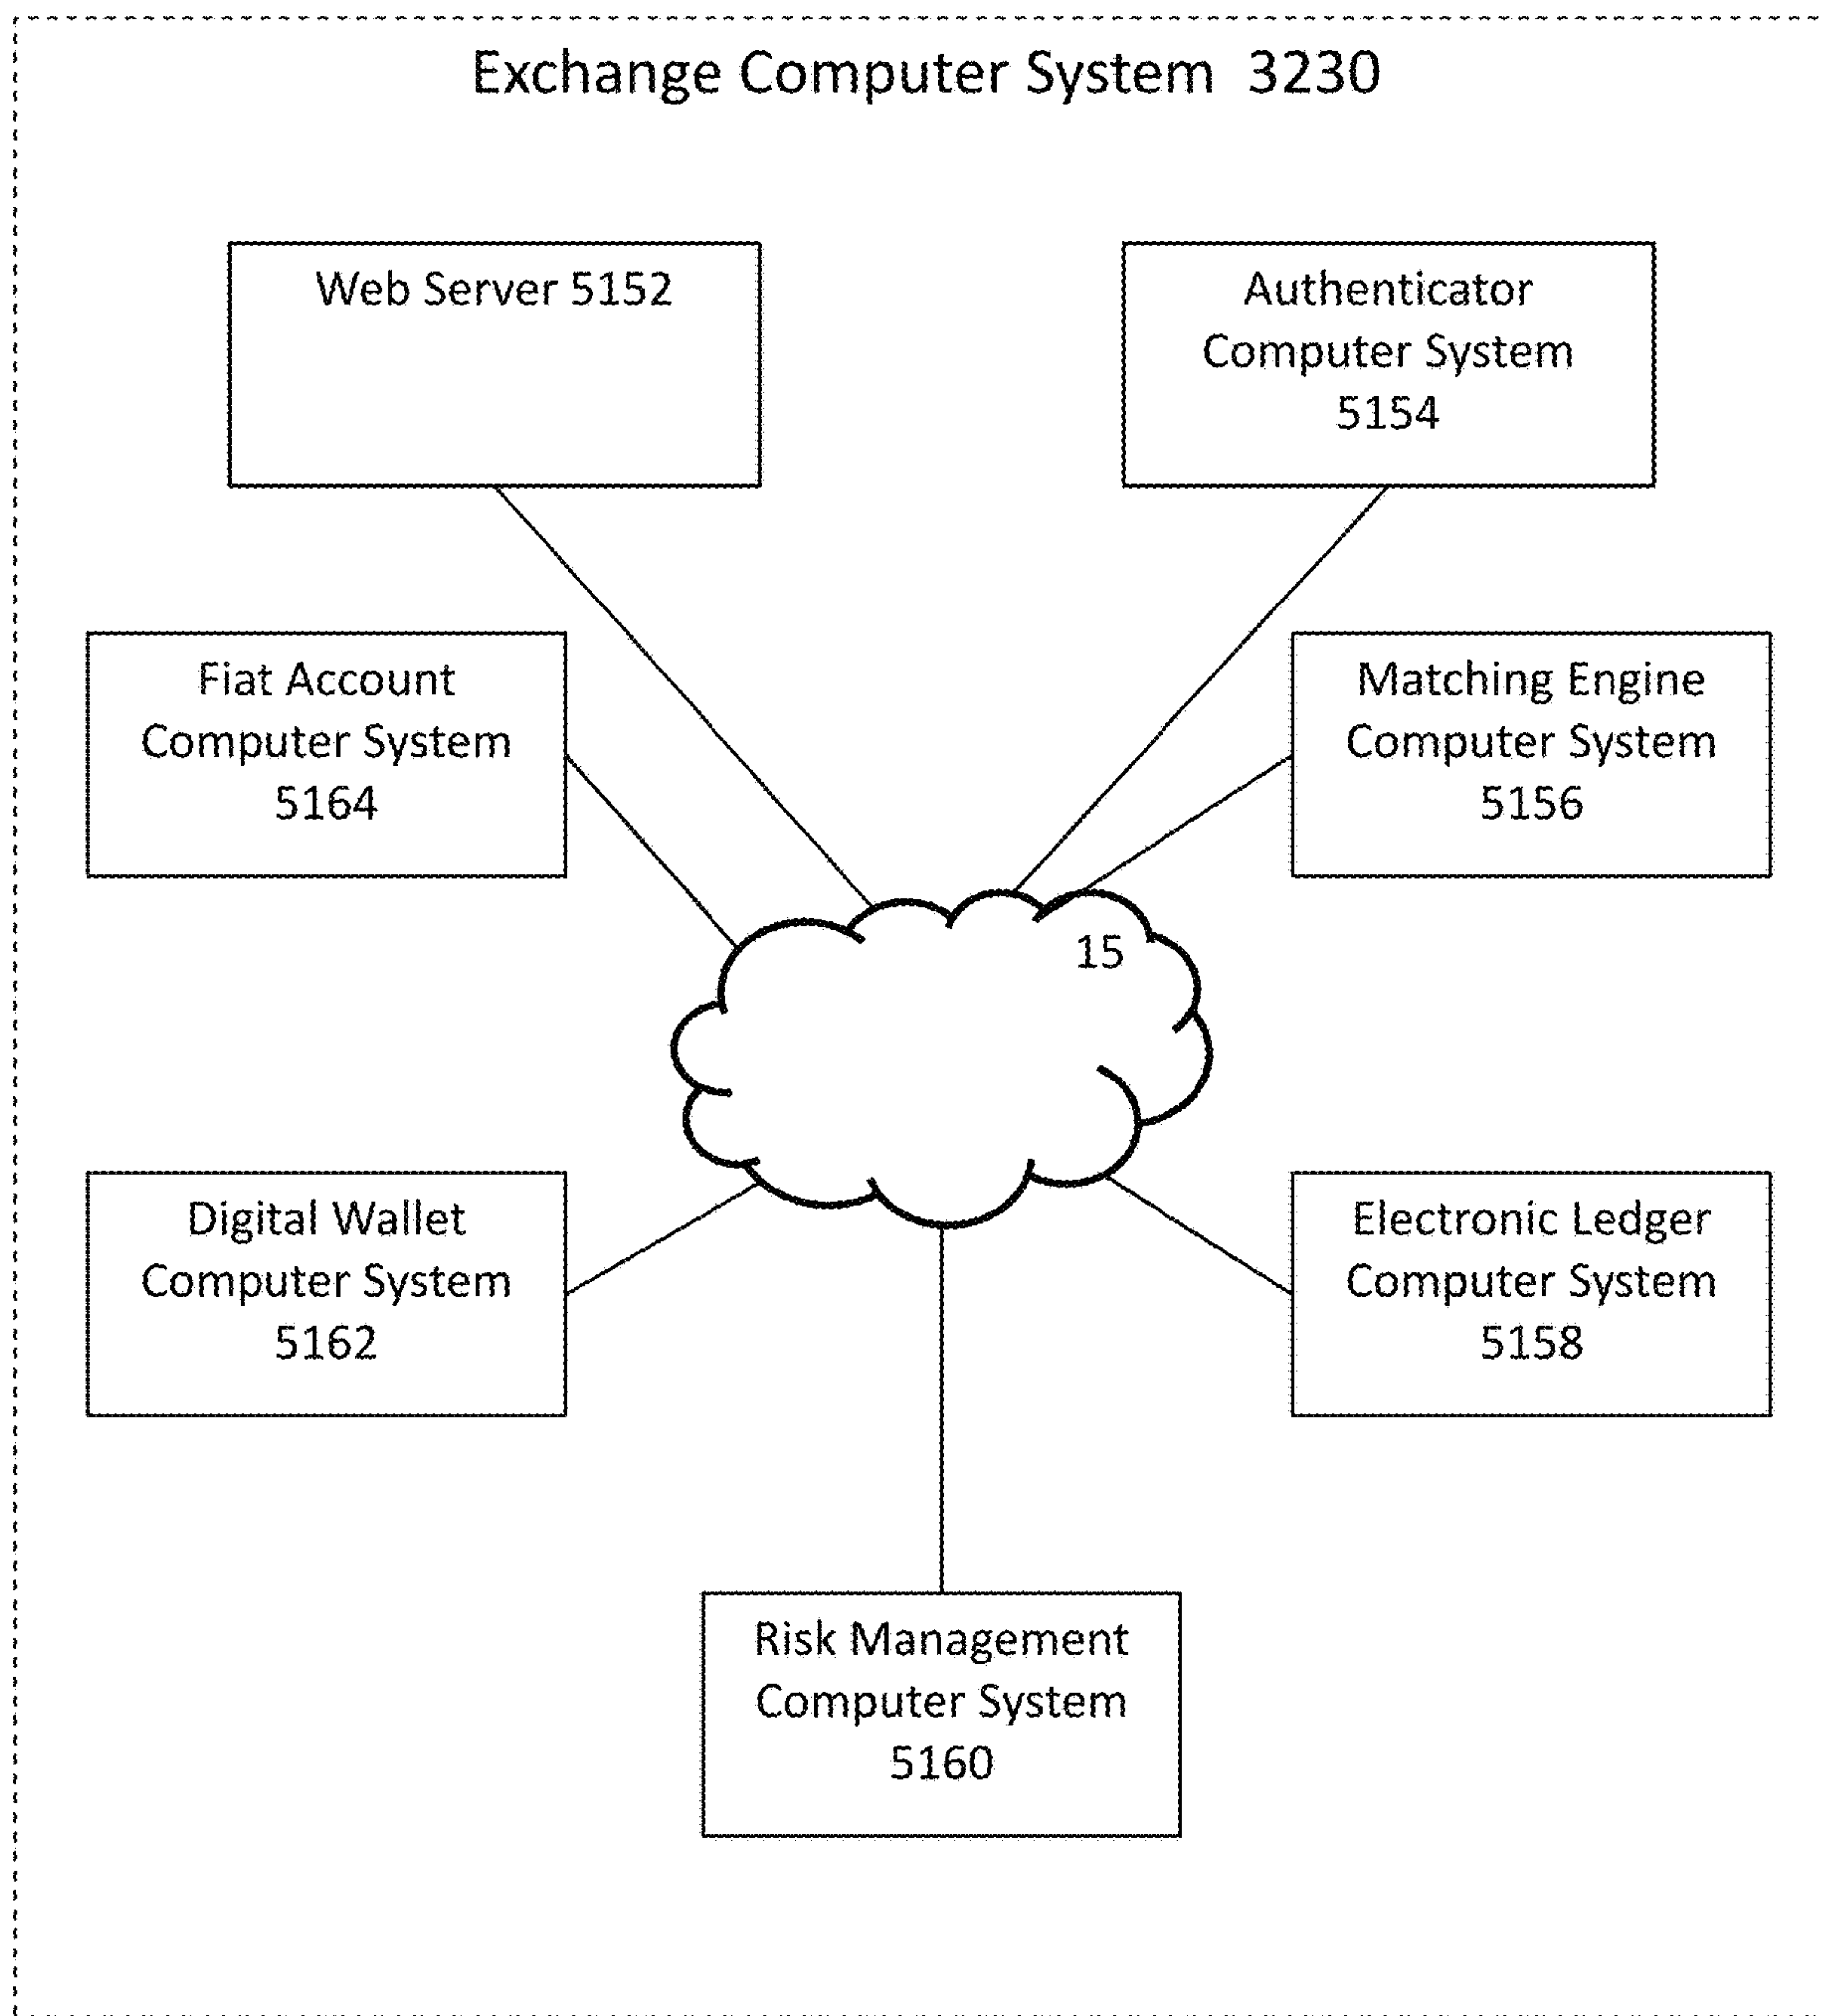 Exchange Computer System 3230
Web Server 5152
Authenticator
Computer System
5154
Fiat Account
Computer System
5164
Matching Engine
Computer System
5156
15
Digital Wallet
Computer System
5162
Electronic Ledger
Computer System
5158
Risk Management
Computer System
5160